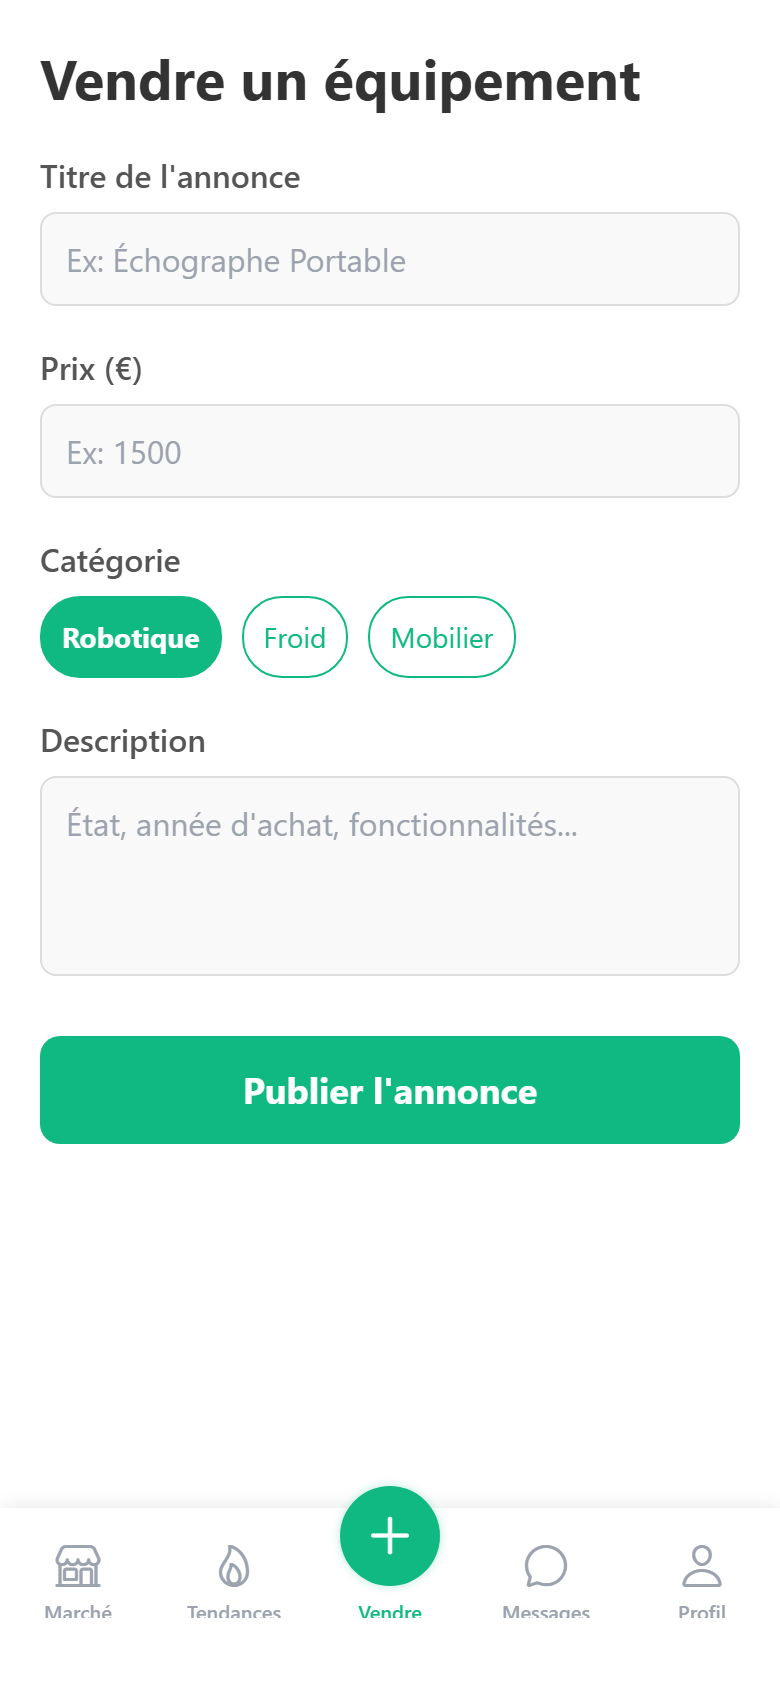 Vendre un équipement
Titre de l'annonce
Ex: Échographe Portable
Prix (€)
Ex: 1500
Catégorie
Robotique Froid Mobilier
Description
État, année d'achat, fonctionnalités...
Publier l'annonce
Marché Tendances Vendre Messages Profil